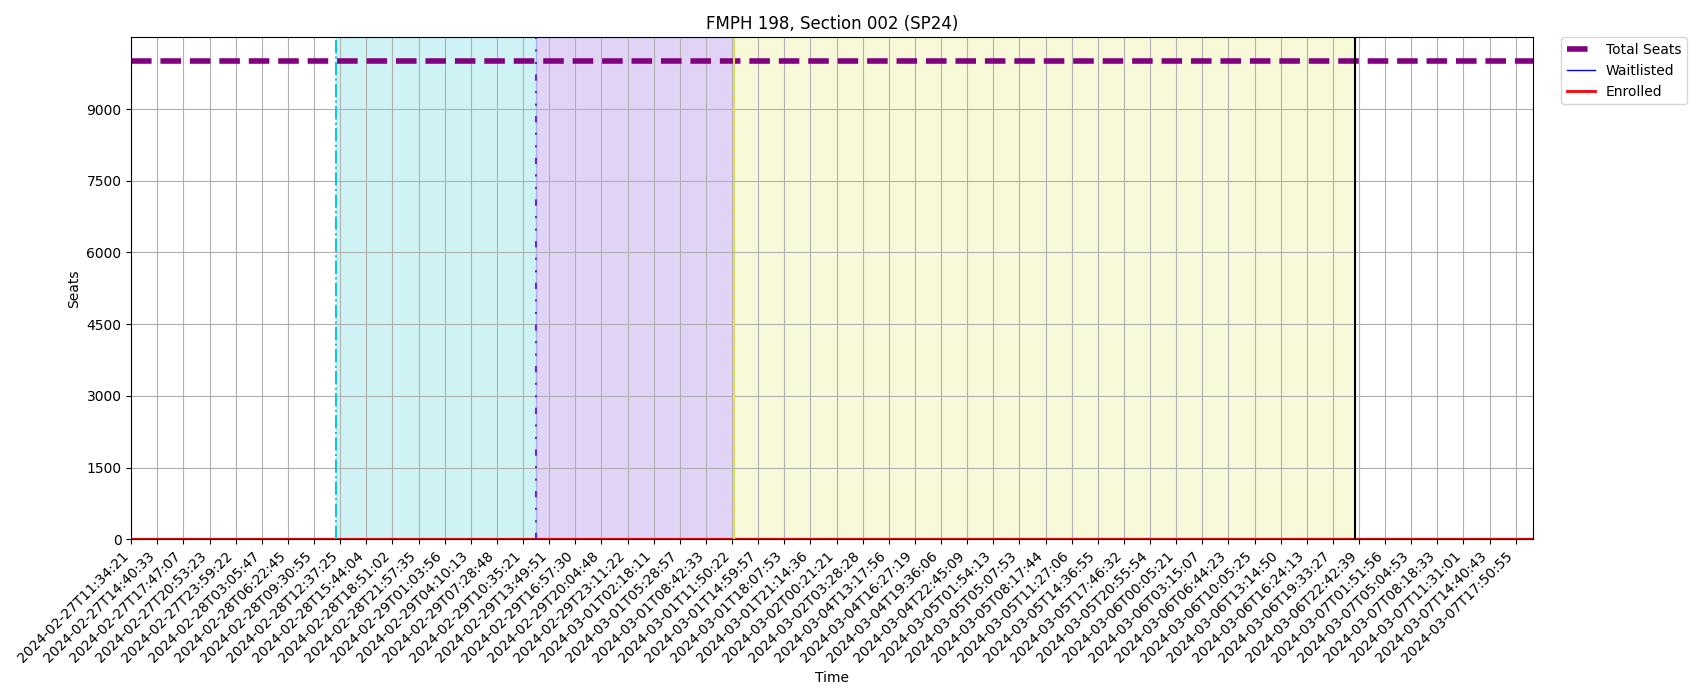 FMPH 198, Section 002 (SP24)
Total Seats
Waitlisted
Enrolled
9000
7500
6000
4500
3000
1500
0
Seats
2024-02-27T11:34:21
2024-02-27T14:40:33
2024-02-27T17:47:07
2024-02-27T20:53:23
2024-02-27T23:59:22
2024-02-28T03:05:47
2024-02-28T06:22:45
2024-02-28T09:30:55
2024-02-28T12:37:25
2024-02-28T15:44:04
2024-02-28T18:51:02
2024-02-28T21:57:35
2024-02-29T01:03:56
2024-02-29T04:10:13
2024-02-29T07:28:48
2024-02-29T10:35:21
2024-02-29T13:49:51
2024-02-29T16:57:30
2024-02-29T20:04:48
2024-02-29T23:11:22
2024-03-01T02:18:11
2024-03-01T05:28:57
2024-03-01T08:42:33
2024-03-01T11:50:22
2024-03-01T14:59:57
2024-03-01T18:07:53
2024-03-01T21:14:36
2024-03-02T00:21:21
2024-03-02T03:28:28
2024-03-04T13:17:56
2024-03-04T16:27:19
2024-03-04T19:36:06
2024-03-04T22:45:09
2024-03-05T01:54:13
2024-03-05T05:07:53
2024-03-05T08:17:44
2024-03-05T11:27:06
2024-03-05T14:36:55
2024-03-05T17:46:32
2024-03-05T20:55:54
2024-03-06T00:05:21
2024-03-06T03:15:07
2024-03-06T06:44:23
2024-03-06T10:05:25
2024-03-06T13:14:50
2024-03-06T16:24:13
2024-03-06T19:33:27
2024-03-06T22:42:39
2024-03-07T01:51:56
2024-03-07T05:04:53
2024-03-07T08:18:33
2024-03-07T11:31:01
2024-03-07T14:40:43
2024-03-07T17:50:55
Time